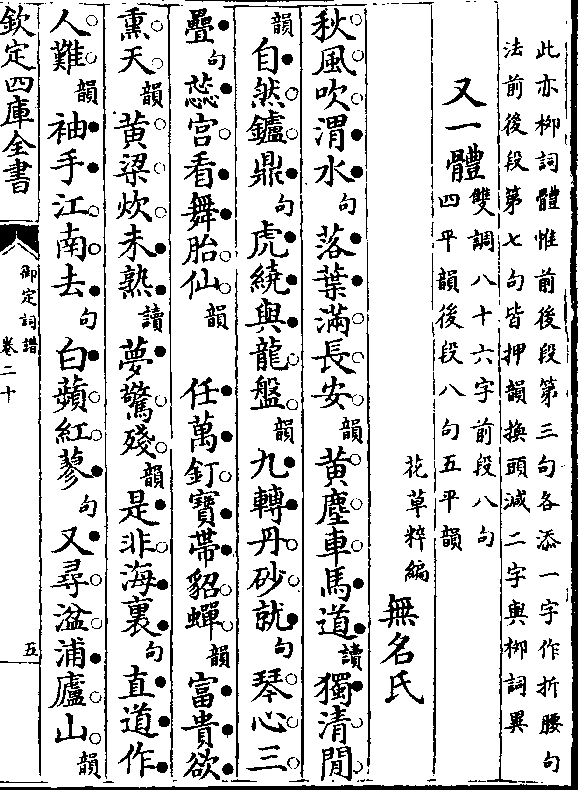 此亦柳詞體惟前後段第三句各添一字作折腰句
法前後段第七句皆押韻換頭減二字與柳詞異
又一體雙調八十六字前段八句
四平韻後段八句五平韻
花草粹編 無名氏
秋風吹渭水句落葉滿長安韻黄塵車馬道讀獨清閒
韻自然鑪鼎句虎繞與龍盤韻九轉丹砂就句琴心三
疊句蕊宮看舞胎仙韻 任萬釘寶帶貂蟬韻富貴欲
熏天韻黄粱炊未熟讀夢驚殘韻是非海裏句直道作
人難韻袖手江南去句白蘋紅蓼句又尋湓浦廬山韻
欽定四庫全書
御定詞譜
卷二十
五